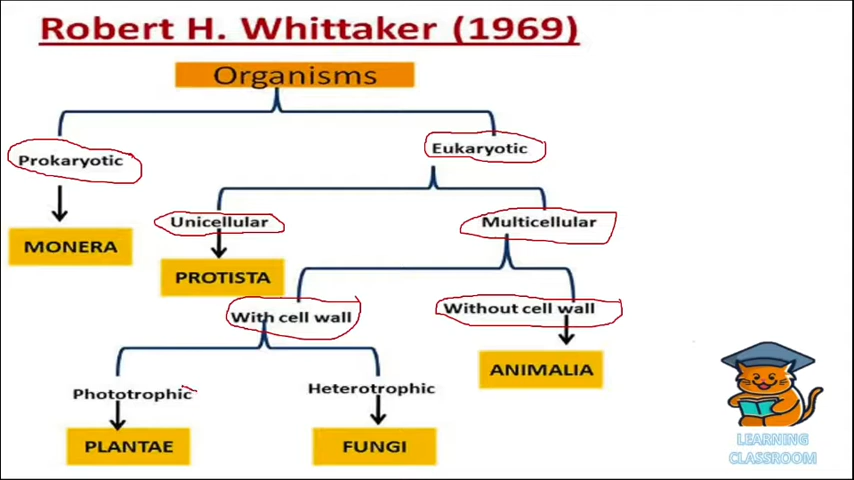 Robert H. Whittaker (1969)
Organisms
Prokaryotic
Eukaryotic
Unicellular
Multicellular
MONERA
PROTISTA
With cell wall
Without cell wall
ANIMALIA
Phototrophic
Heterotrophic
PLANTAE
FUNGI
LEARNING
CLASSROOM